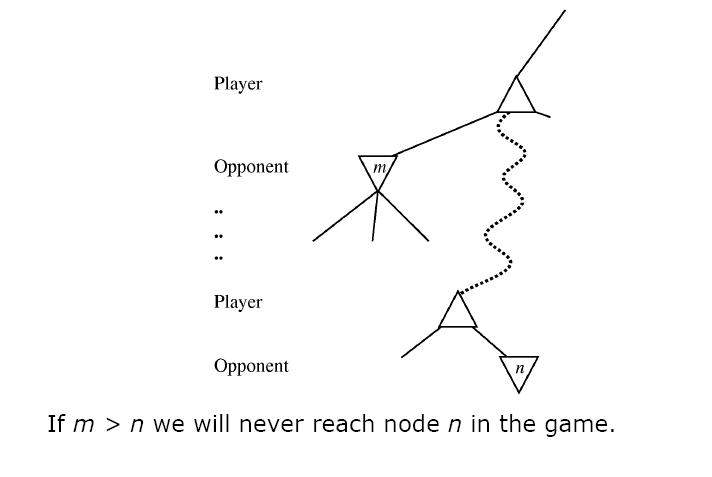 Player
Opponent
m
..
..
..
Player
Opponent
n
If m > n we will never reach node n in the game.